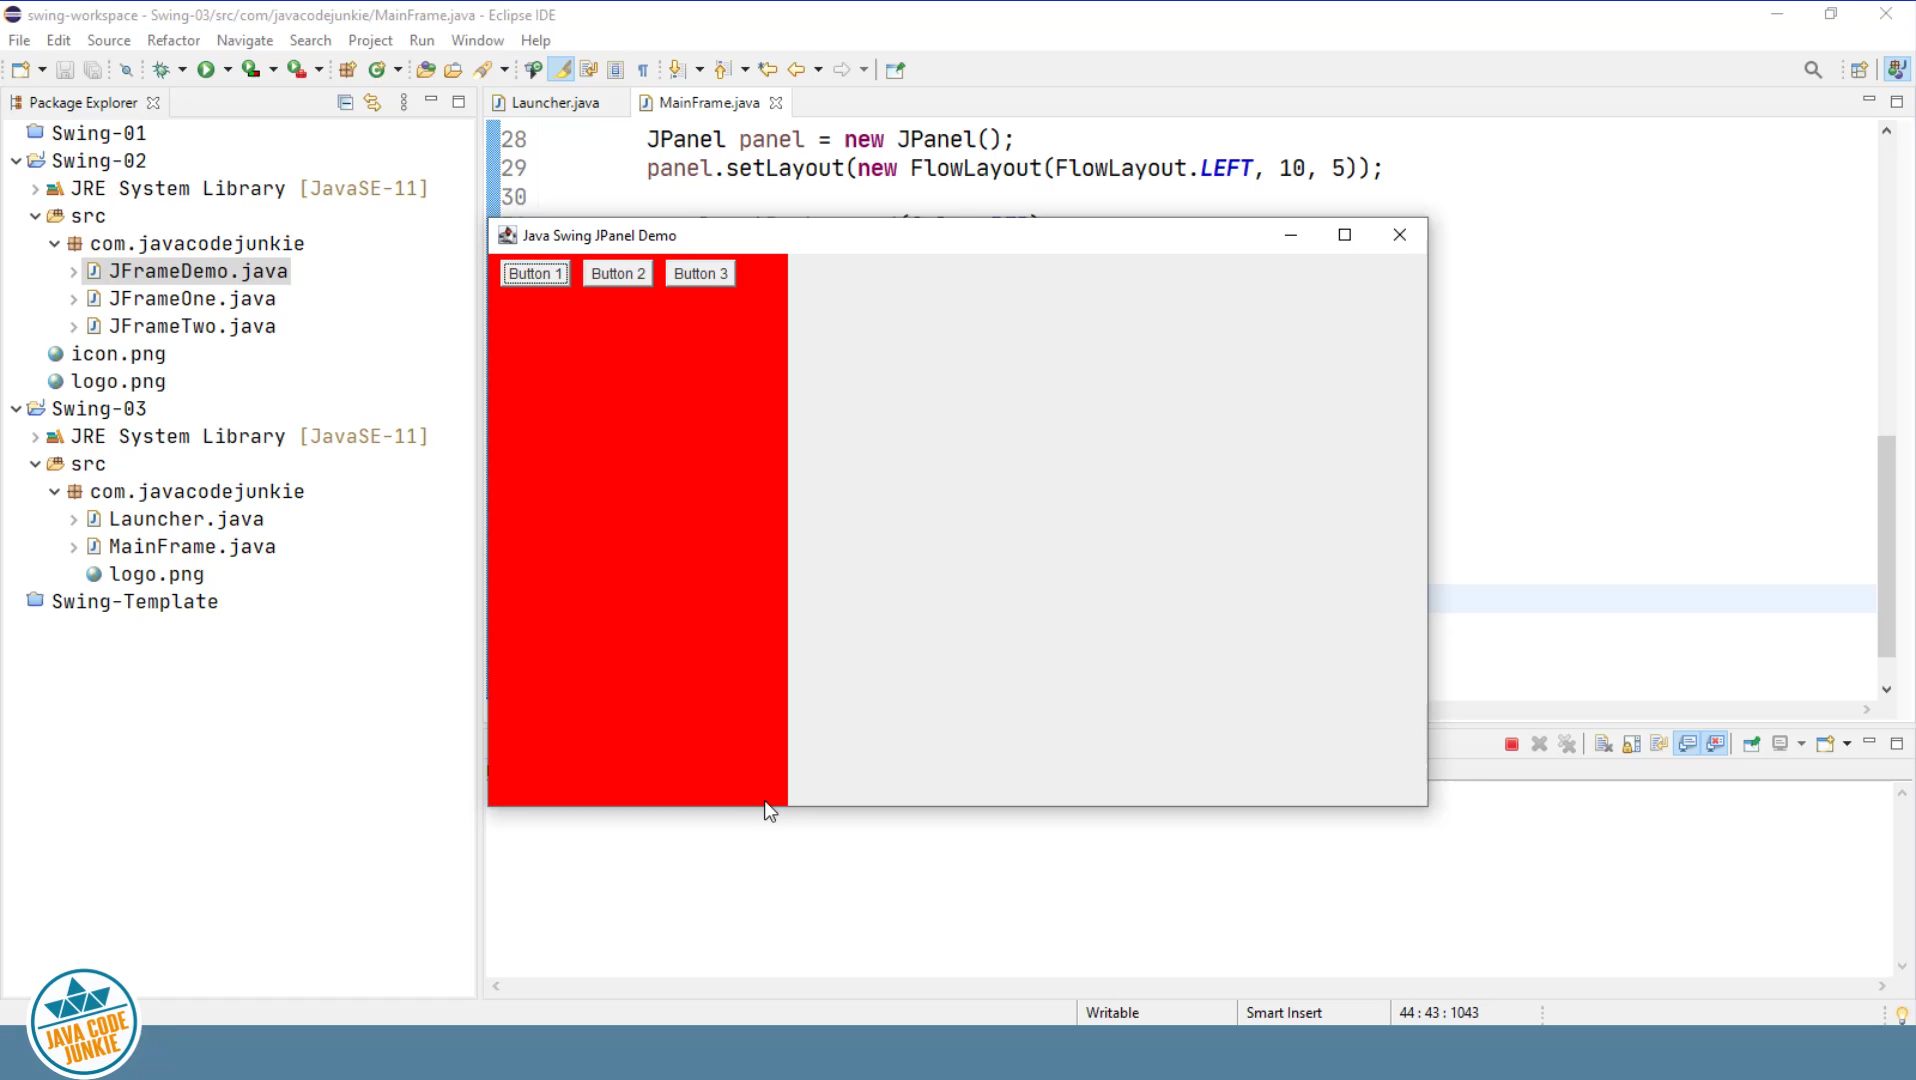 swing-workspace - Swing-03/src/com/javacodejunkie/MainFrame.java - Eclipse IDE
File Edit Source Refactor Navigate Search Project Run Window Help
Package Explorer
Swing-01
Swing-02
JRE System Library [JavaSE-11]
src
com.javacodejunkie
JFrameDemo.java
JFrameOne.java
JFrameTwo.java
icon.png
logo.png
Swing-03
JRE System Library [JavaSE-11]
src
com.javacodejunkie
Launcher.java
MainFrame.java
logo.png
Swing-Template
Launcher.java MainFrame.java
28 JPanel panel = new JPanel();
29 panel.setLayout(new FlowLayout(FlowLayout.LEFT, 10, 5));
30
Java Swing JPanel Demo
Button 1 Button 2 Button 3
Writable Smart Insert 44 : 43 : 1043
JAVA CODE
JUNKIE